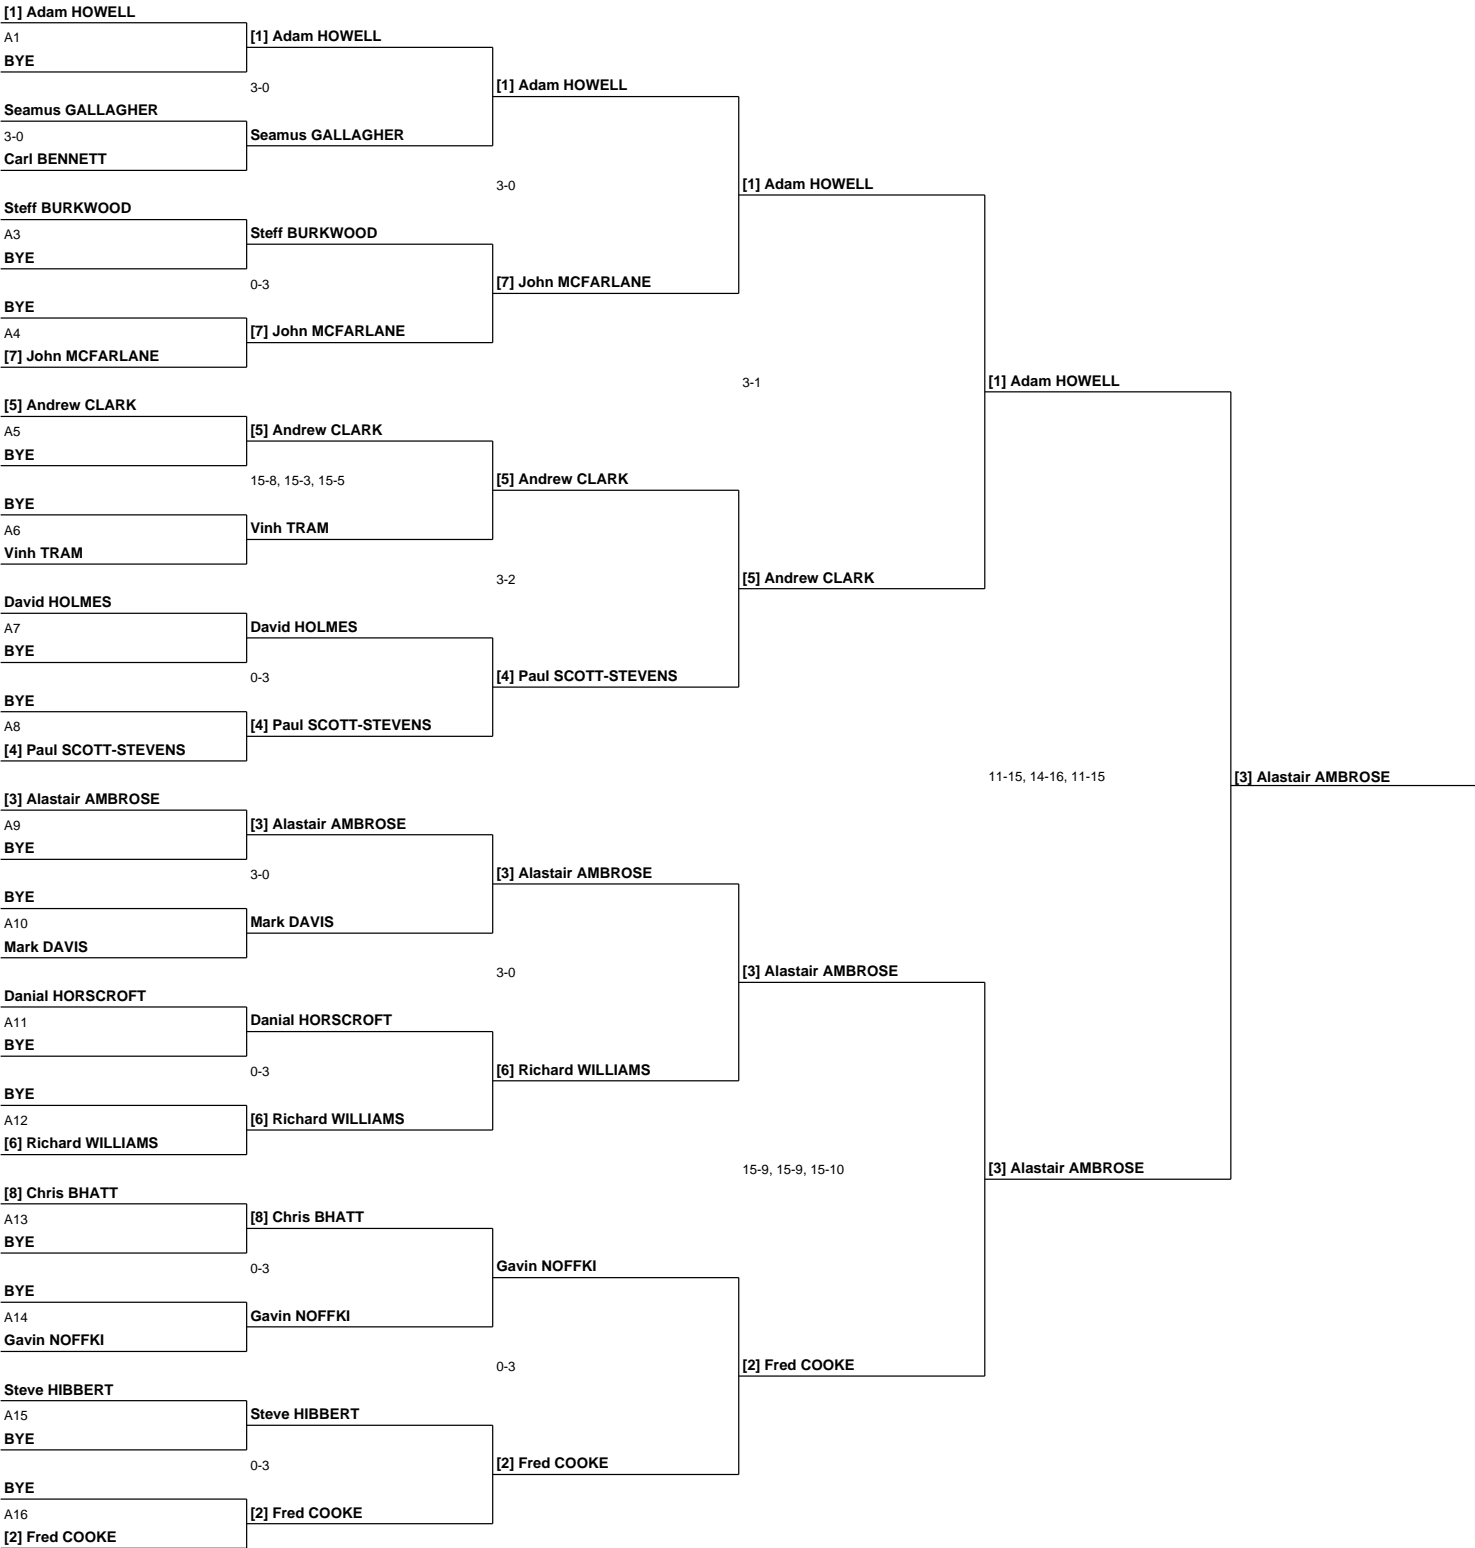 [1] Adam HOWELL
A1
[1] Adam HOWELL
BYE
3-0
[1] Adam HOWELL
Seamus GALLAGHER
3-0
Seamus GALLAGHER
Carl BENNETT
3-0
[1] Adam HOWELL
Steff BURKWOOD
A3
Steff BURKWOOD
BYE
0-3
[7] John MCFARLANE
BYE
A4
[7] John MCFARLANE
[7] John MCFARLANE
3-1
[1] Adam HOWELL
[5] Andrew CLARK
A5
[5] Andrew CLARK
BYE
15-8, 15-3, 15-5
[5] Andrew CLARK
BYE
A6
Vinh TRAM
Vinh TRAM
3-2
[5] Andrew CLARK
David HOLMES
A7
David HOLMES
BYE
0-3
[4] Paul SCOTT-STEVENS
BYE
A8
[4] Paul SCOTT-STEVENS
[4] Paul SCOTT-STEVENS
11-15, 14-16, 11-15
[3] Alastair AMBROSE
[3] Alastair AMBROSE
A9
[3] Alastair AMBROSE
BYE
3-0
[3] Alastair AMBROSE
BYE
A10
Mark DAVIS
Mark DAVIS
3-0
[3] Alastair AMBROSE
Danial HORSCROFT
A11
Danial HORSCROFT
BYE
0-3
[6] Richard WILLIAMS
BYE
A12
[6] Richard WILLIAMS
[6] Richard WILLIAMS
15-9, 15-9, 15-10
[3] Alastair AMBROSE
[8] Chris BHATT
A13
[8] Chris BHATT
BYE
0-3
Gavin NOFFKI
BYE
A14
Gavin NOFFKI
Gavin NOFFKI
0-3
[2] Fred COOKE
Steve HIBBERT
A15
Steve HIBBERT
BYE
0-3
[2] Fred COOKE
BYE
A16
[2] Fred COOKE
[2] Fred COOKE